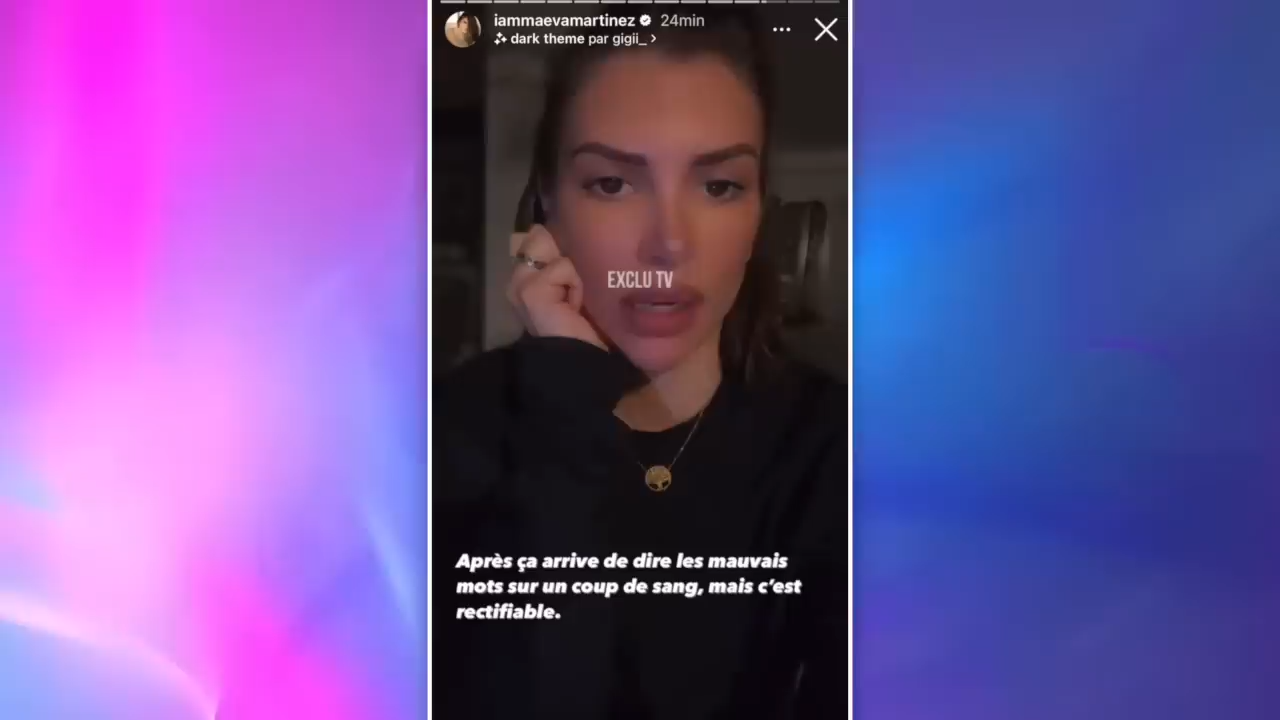 iammaevamartinez 24min
dark theme par gigii_ >
EXCLU TV
Après ça arrive de dire les mauvais
mots sur un coup de sang, mais c’est
rectifiable.